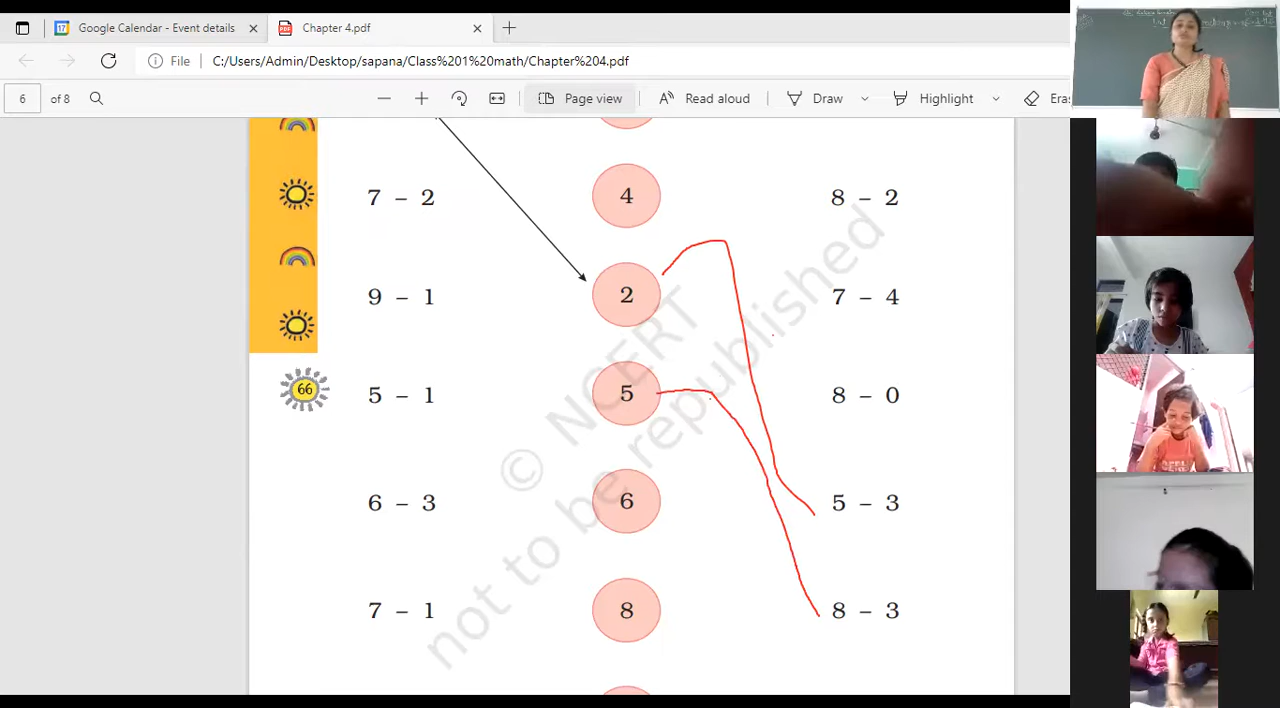 Google Calendar - Event details
Chapter 4.pdf
File
C:/Users/Admin/Desktop/sapana/Class%201%20math/Chapter%204.pdf
6 of 8
Page view
Read aloud
Draw
Highlight
Eras
7 – 2 4 8 – 2
9 – 1 2 7 – 4
66
5 – 1 5 8 – 0
6 – 3 6 5 – 3
7 – 1 8 8 – 3
© NCERT
not to be republished